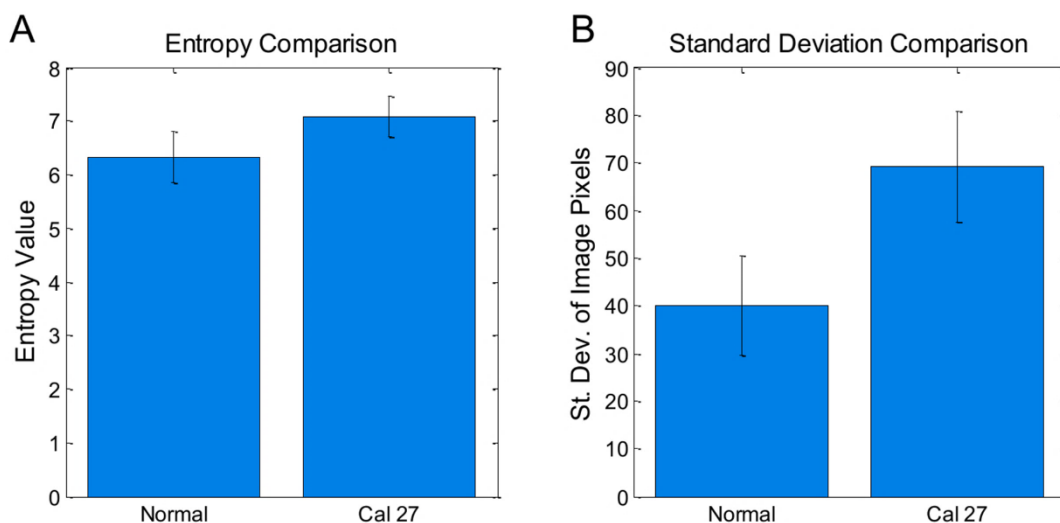 A
Entropy Comparison
Entropy Value
8
7
6
5
4
3
2
1
0
Normal
Cal 27
B
Standard Deviation Comparison
St. Dev. of Image Pixels
90
80
70
60
50
40
30
20
10
0
Normal
Cal 27